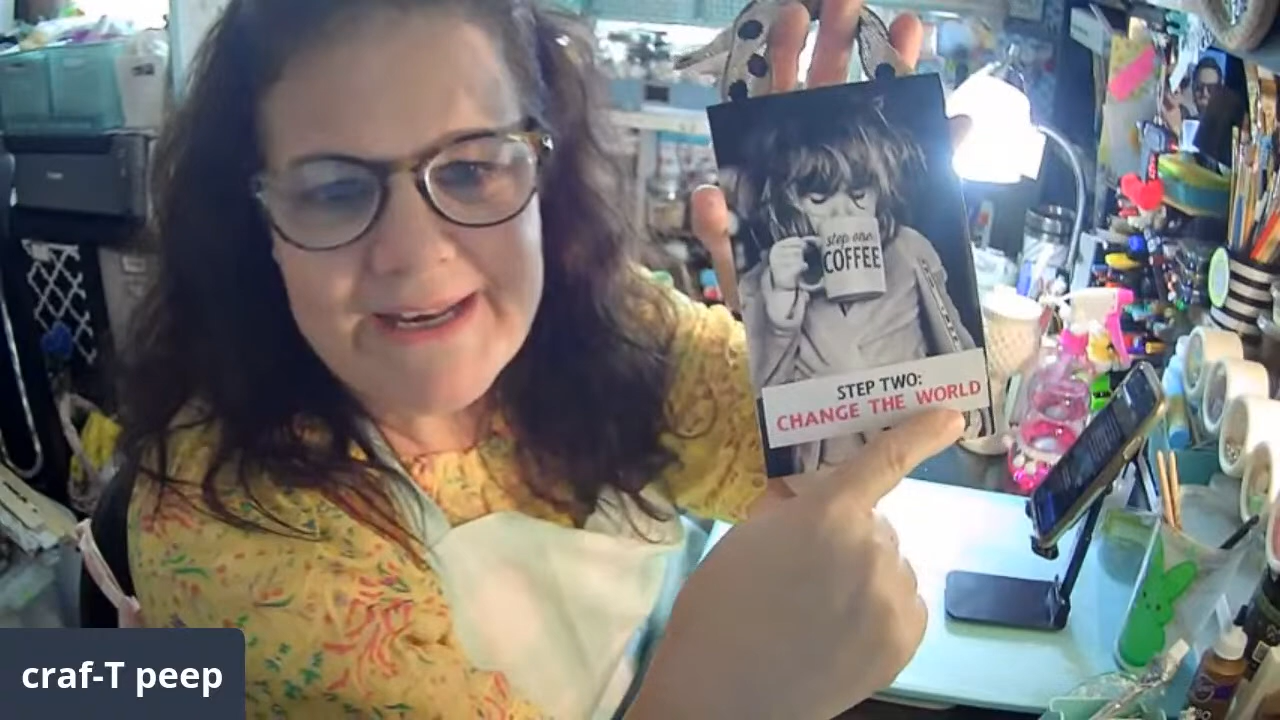 step one:
COFFEE
STEP TWO:
CHANGE THE WORLD
craf-T peep